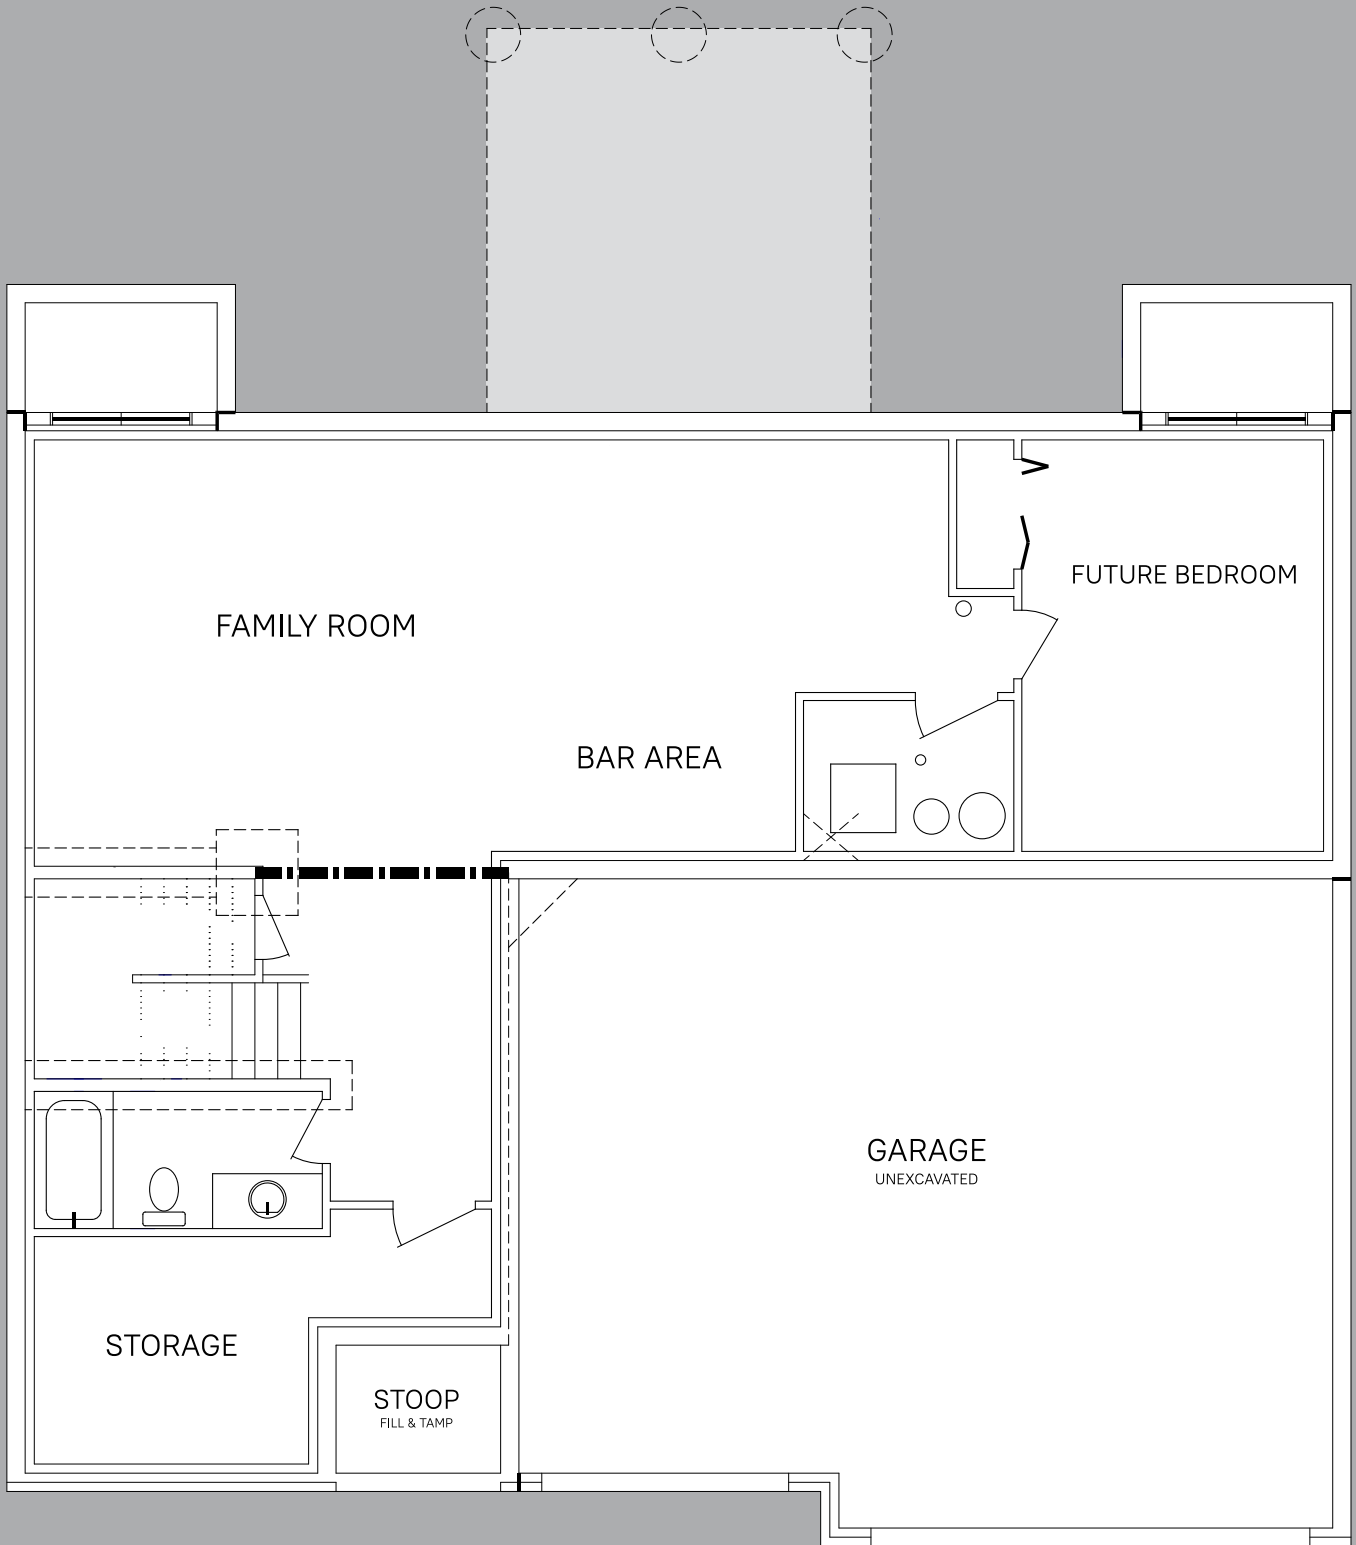 FUTURE BEDROOM
FAMILY ROOM
BAR AREA
GARAGE
UNEXCAVATED
STORAGE
STOOP
FILL & TAMP